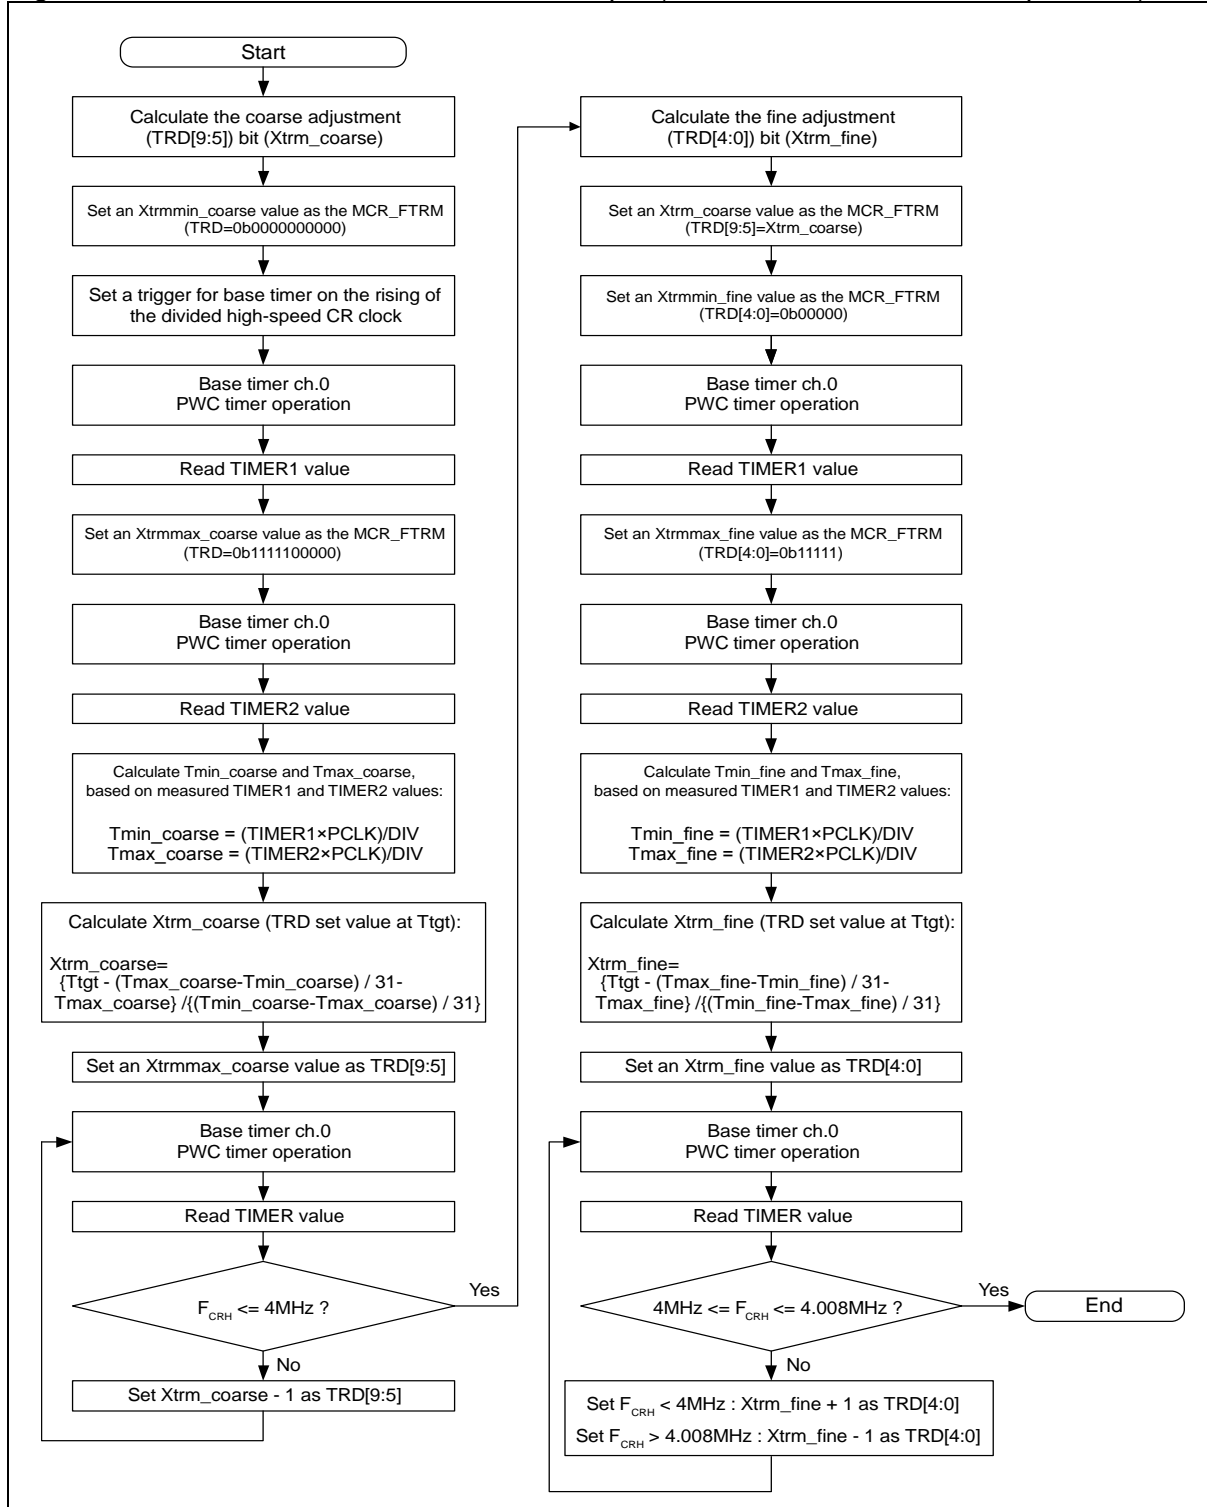 Start
Calculate the coarse adjustment
(TRD[9:5]) bit (Xtrm_coarse)
Set an Xtrmmin_coarse value as the MCR_FTRM
(TRD=0b0000000000)
Set a trigger for base timer on the rising of
the divided high-speed CR clock
Base timer ch.0
PWC timer operation
Read TIMER1 value
Set an Xtrmmax_coarse value as the MCR_FTRM
(TRD=0b1111100000)
Base timer ch.0
PWC timer operation
Read TIMER2 value
Calculate Tmin_coarse and Tmax_coarse,
based on measured TIMER1 and TIMER2 values:
Tmin_coarse = (TIMER1×PCLK)/DIV
Tmax_coarse = (TIMER2×PCLK)/DIV
Calculate Xtrm_coarse (TRD set value at Ttgt):
Xtrm_coarse=
{Ttgt - (Tmax_coarse-Tmin_coarse) / 31-
Tmax_coarse} /{(Tmin_coarse-Tmax_coarse) / 31}
Set an Xtrmmax_coarse value as TRD[9:5]
Base timer ch.0
PWC timer operation
Read TIMER value
F_CRH <= 4MHz ?
Yes
No
Set Xtrm_coarse - 1 as TRD[9:5]
Calculate the fine adjustment
(TRD[4:0]) bit (Xtrm_fine)
Set an Xtrm_coarse value as the MCR_FTRM
(TRD[9:5]=Xtrm_coarse)
Set an Xtrmmin_fine value as the MCR_FTRM
(TRD[4:0]=0b00000)
Base timer ch.0
PWC timer operation
Read TIMER1 value
Set an Xtrmmax_fine value as the MCR_FTRM
(TRD[4:0]=0b11111)
Base timer ch.0
PWC timer operation
Read TIMER2 value
Calculate Tmin_fine and Tmax_fine,
based on measured TIMER1 and TIMER2 values:
Tmin_fine = (TIMER1×PCLK)/DIV
Tmax_fine = (TIMER2×PCLK)/DIV
Calculate Xtrm_fine (TRD set value at Ttgt):
Xtrm_fine=
{Ttgt - (Tmax_fine-Tmin_fine) / 31-
Tmax_fine} /{(Tmin_fine-Tmax_fine) / 31}
Set an Xtrm_fine value as TRD[4:0]
Base timer ch.0
PWC timer operation
Read TIMER value
4MHz <= F_CRH <= 4.008MHz ?
Yes
End
No
Set F_CRH < 4MHz : Xtrm_fine + 1 as TRD[4:0]
Set F_CRH > 4.008MHz : Xtrm_fine - 1 as TRD[4:0]